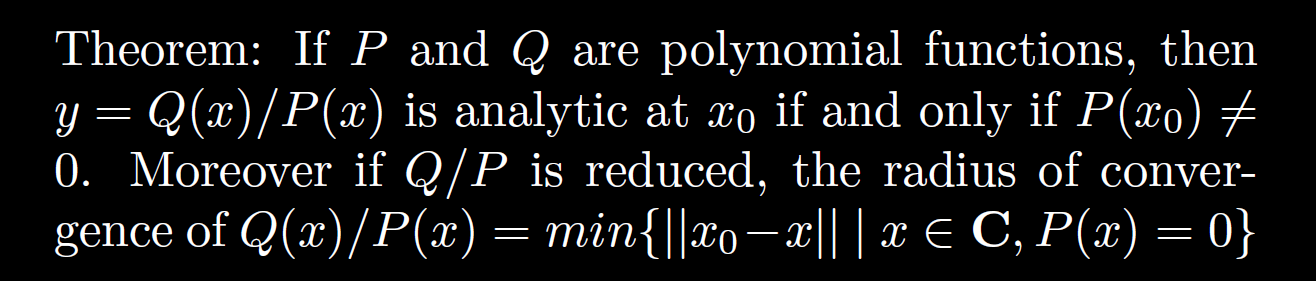 Theorem: If P and Q are polynomial functions, then
y = Q(x)/P(x) is analytic at x₀ if and only if P(x₀) ≠
0. Moreover if Q/P is reduced, the radius of conver-
gence of Q(x)/P(x) = min{||x₀−x|| | x ∈ C, P(x) = 0}